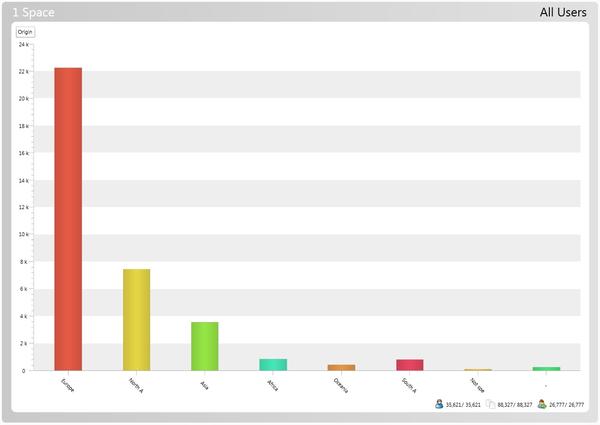 1 Space
All Users
Origin
24 k
22 k
20 k
18 k
16 k
14 k
12 k
10 k
8 k
6 k
4 k
2 k
0
Europe
North A
Asia
Africa
Oceania
South A
Not spe
-
35,621/ 35,621
88,327/ 88,327
26,777/ 26,777